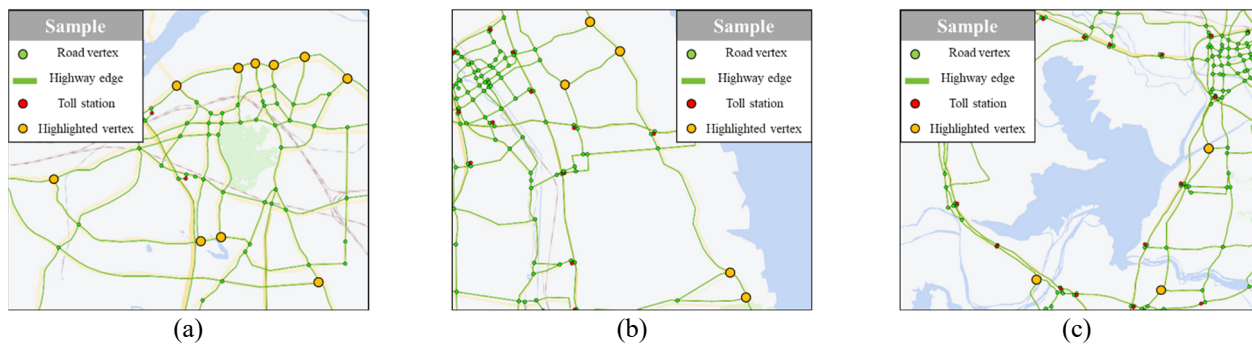 Sample
Road vertex
Highway edge
Toll station
Highlighted vertex
(a)
Sample
Road vertex
Highway edge
Toll station
Highlighted vertex
(b)
Sample
Road vertex
Highway edge
Toll station
Highlighted vertex
(c)